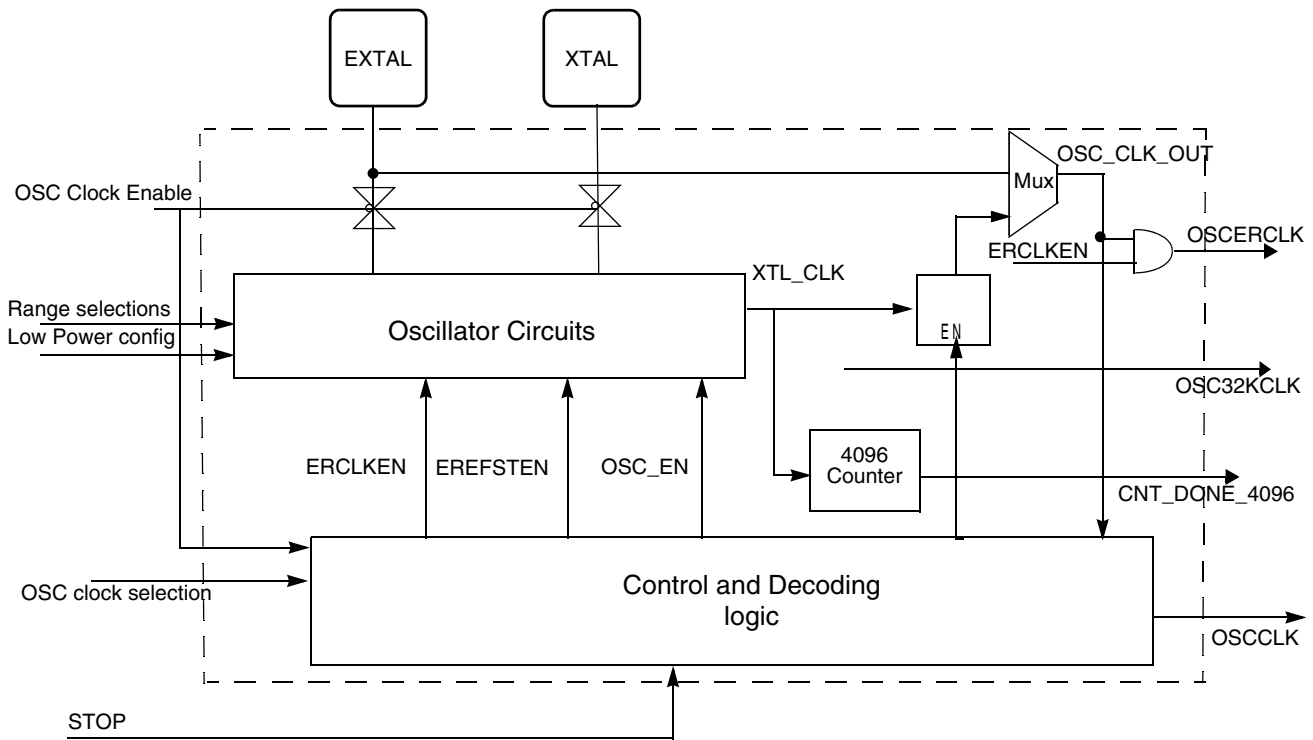 EXTAL
XTAL
OSC_CLK_OUT
Mux
OSC Clock Enable
OSCERCLK
ERCLKEN
XTL_CLK
Range selections
Low Power config
Oscillator Circuits
EN
OSC32KCLK
ERCLKEN
EREFSTEN
OSC_EN
4096
Counter
CNT_DONE_4096
OSC clock selection
Control and Decoding
logic
OSCCLK
STOP